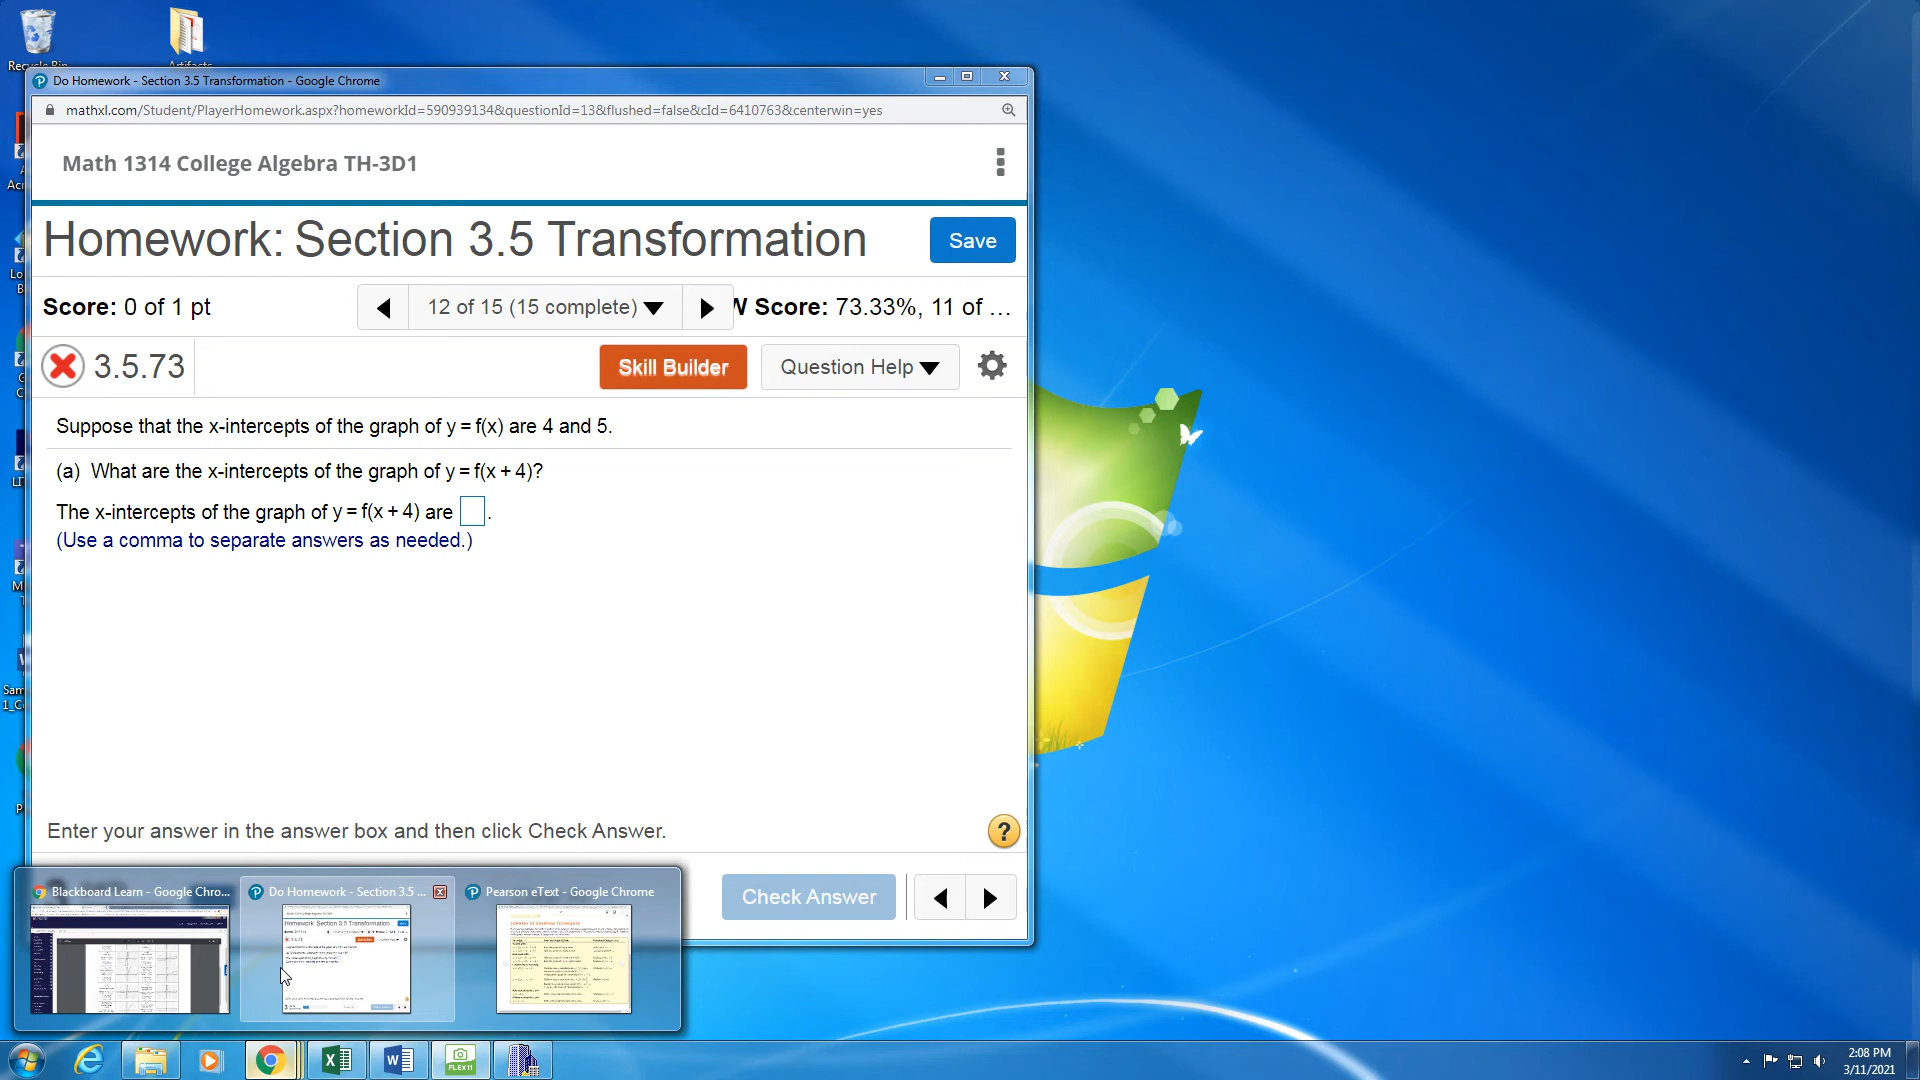 Recycle Bin
Artifacts
Do Homework - Section 3.5 Transformation - Google Chrome
mathxl.com/Student/PlayerHomework.aspx?homeworkId=590939134&questionId=13&flushed=false&cId=6410763&centerwin=yes
Math 1314 College Algebra TH-3D1
Homework: Section 3.5 Transformation
Save
Score: 0 of 1 pt
12 of 15 (15 complete)
W Score: 73.33%, 11 of ...
3.5.73
Skill Builder
Question Help
Suppose that the x-intercepts of the graph of y = f(x) are 4 and 5.
(a) What are the x-intercepts of the graph of y = f(x + 4)?
The x-intercepts of the graph of y = f(x + 4) are .
(Use a comma to separate answers as needed.)
Enter your answer in the answer box and then click Check Answer.
?
Blackboard Learn - Google Chro...
Do Homework - Section 3.5 ...
Pearson eText - Google Chrome
Check Answer
FLEX11
2:08 PM
3/11/2021